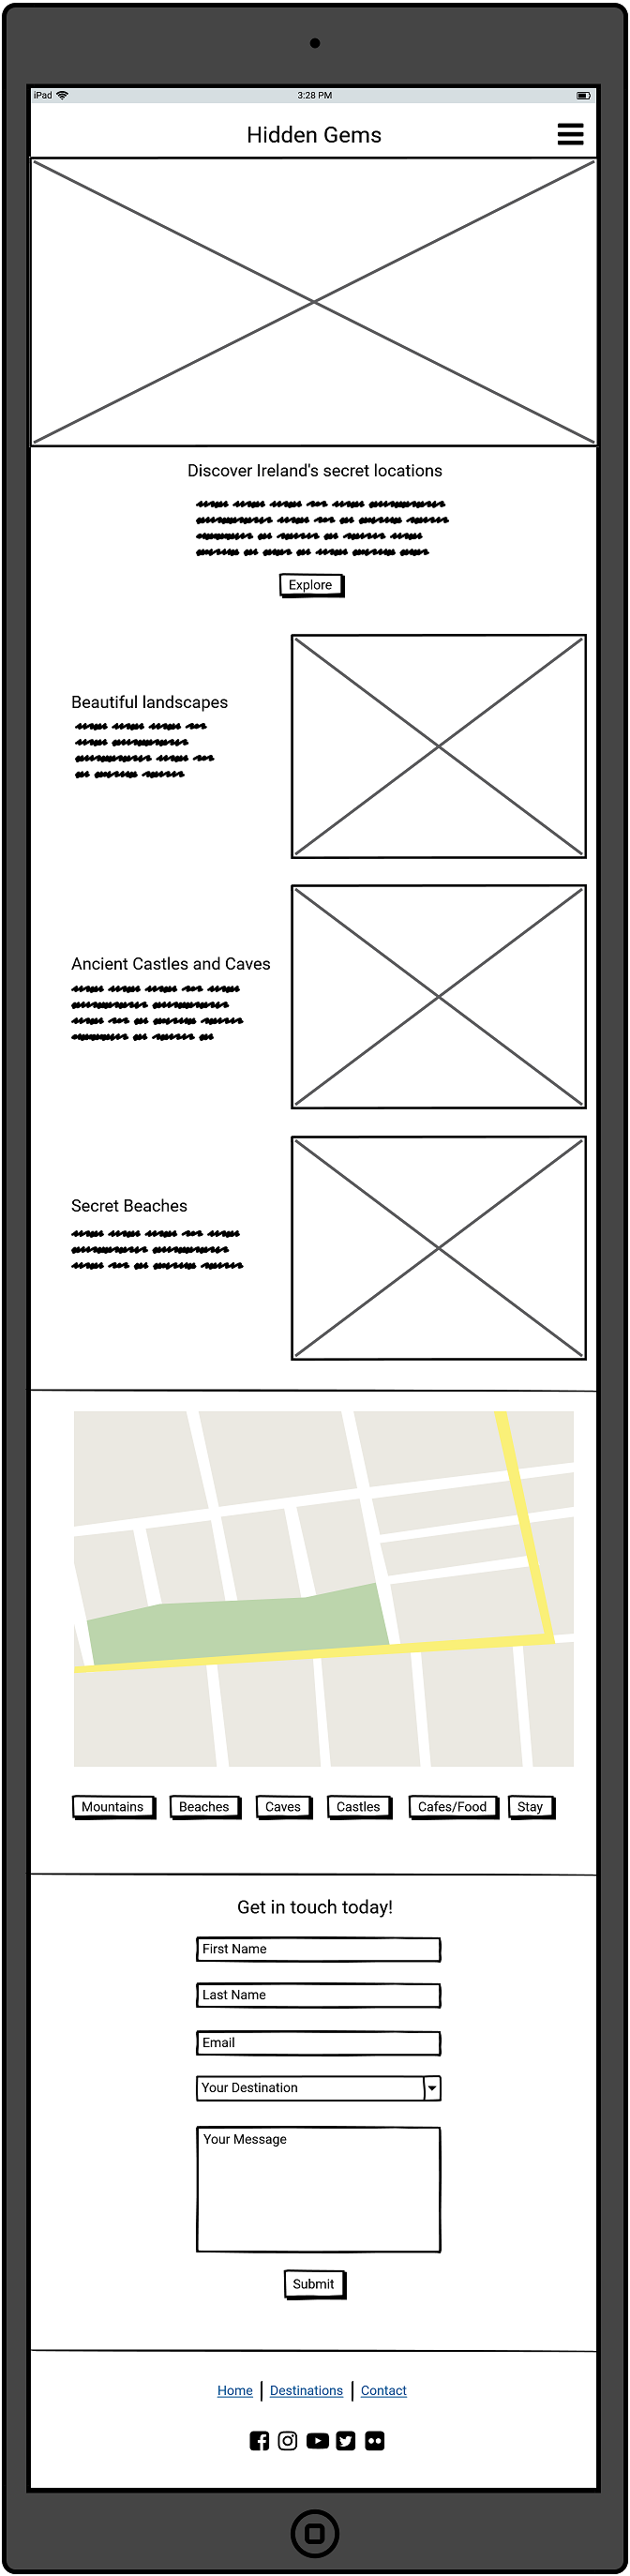 iPad
3:28 PM
Hidden Gems
Discover Ireland's secret locations
Explore
Beautiful landscapes
Ancient Castles and Caves
Secret Beaches
Mountains Beaches Caves Castles Cafes/Food Stay
Get in touch today!
First Name
Last Name
Email
Your Destination
Your Message
Submit
Home | Destinations | Contact